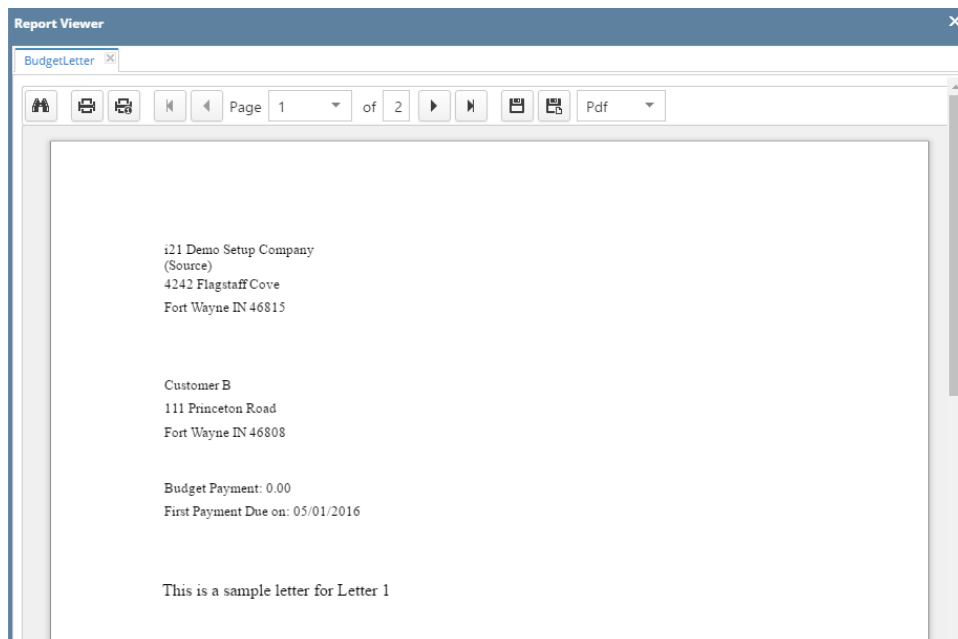 Report Viewer
BudgetLetter
Page 1 of 2 Pdf
i21 Demo Setup Company
(Source)
4242 Flagstaff Cove
Fort Wayne IN 46815
Customer B
111 Princeton Road
Fort Wayne IN 46808
Budget Payment: 0.00
First Payment Due on: 05/01/2016
This is a sample letter for Letter 1